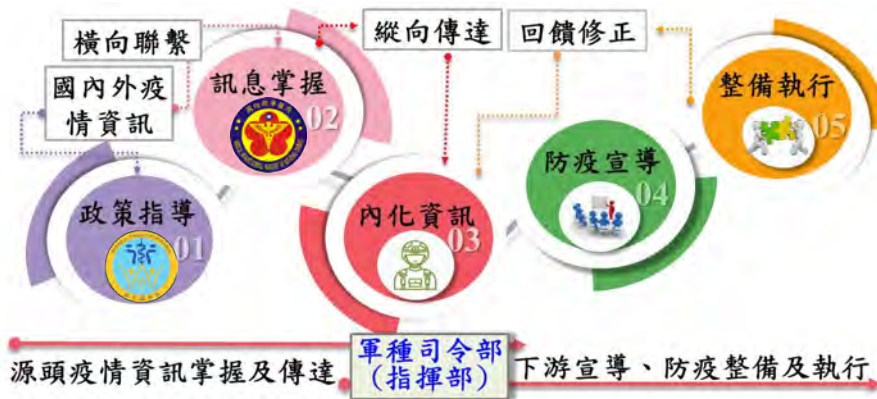 橫向聯繫
縱向傳達
回饋修正
國內外疫
情資訊
訊息掌握
02
整備執行
05
防疫宣導
04
政策指導
01
內化資訊
03
源頭疫情資訊掌握及傳達
軍種司令部
(指揮部)
下游宣導、防疫整備及執行